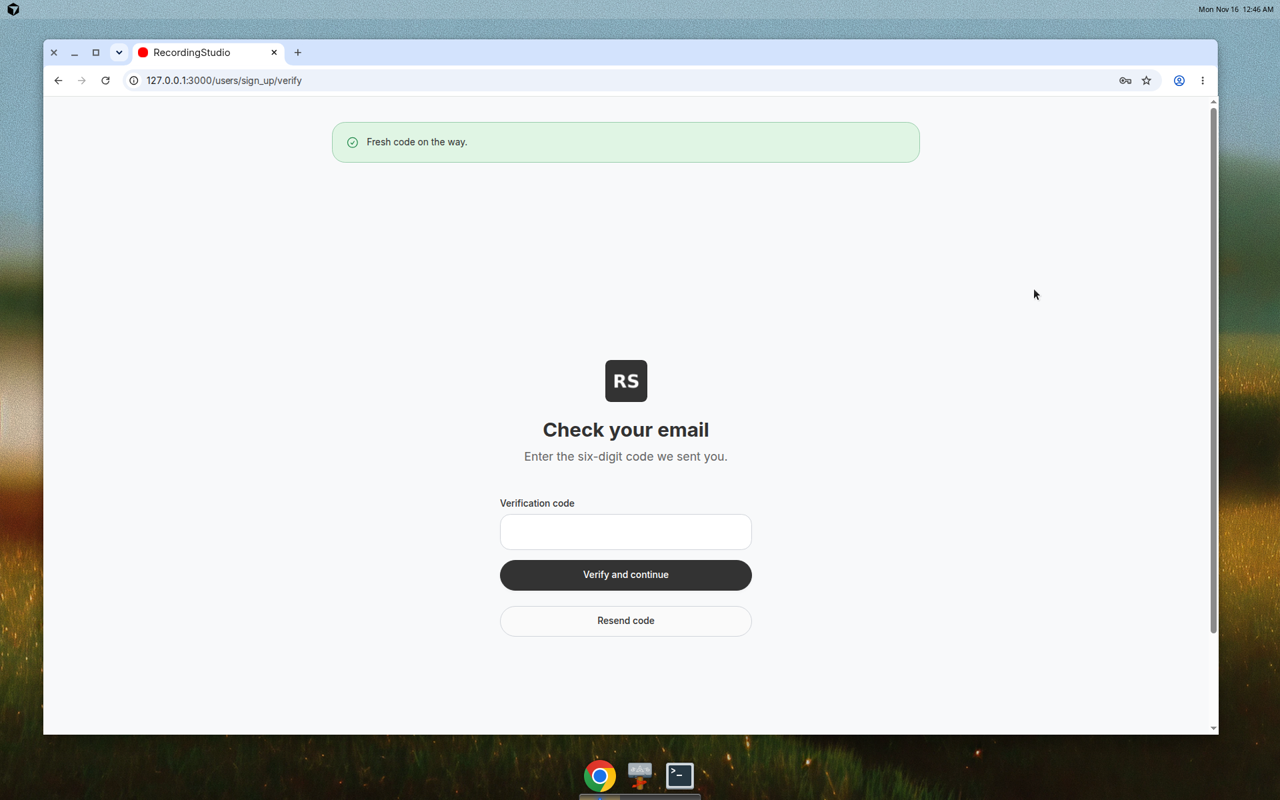 Mon Nov 16 12:46 AM
RecordingStudio
127.0.0.1:3000/users/sign_up/verify
Fresh code on the way.
RS
Check your email
Enter the six-digit code we sent you.
Verification code
Verify and continue
Resend code